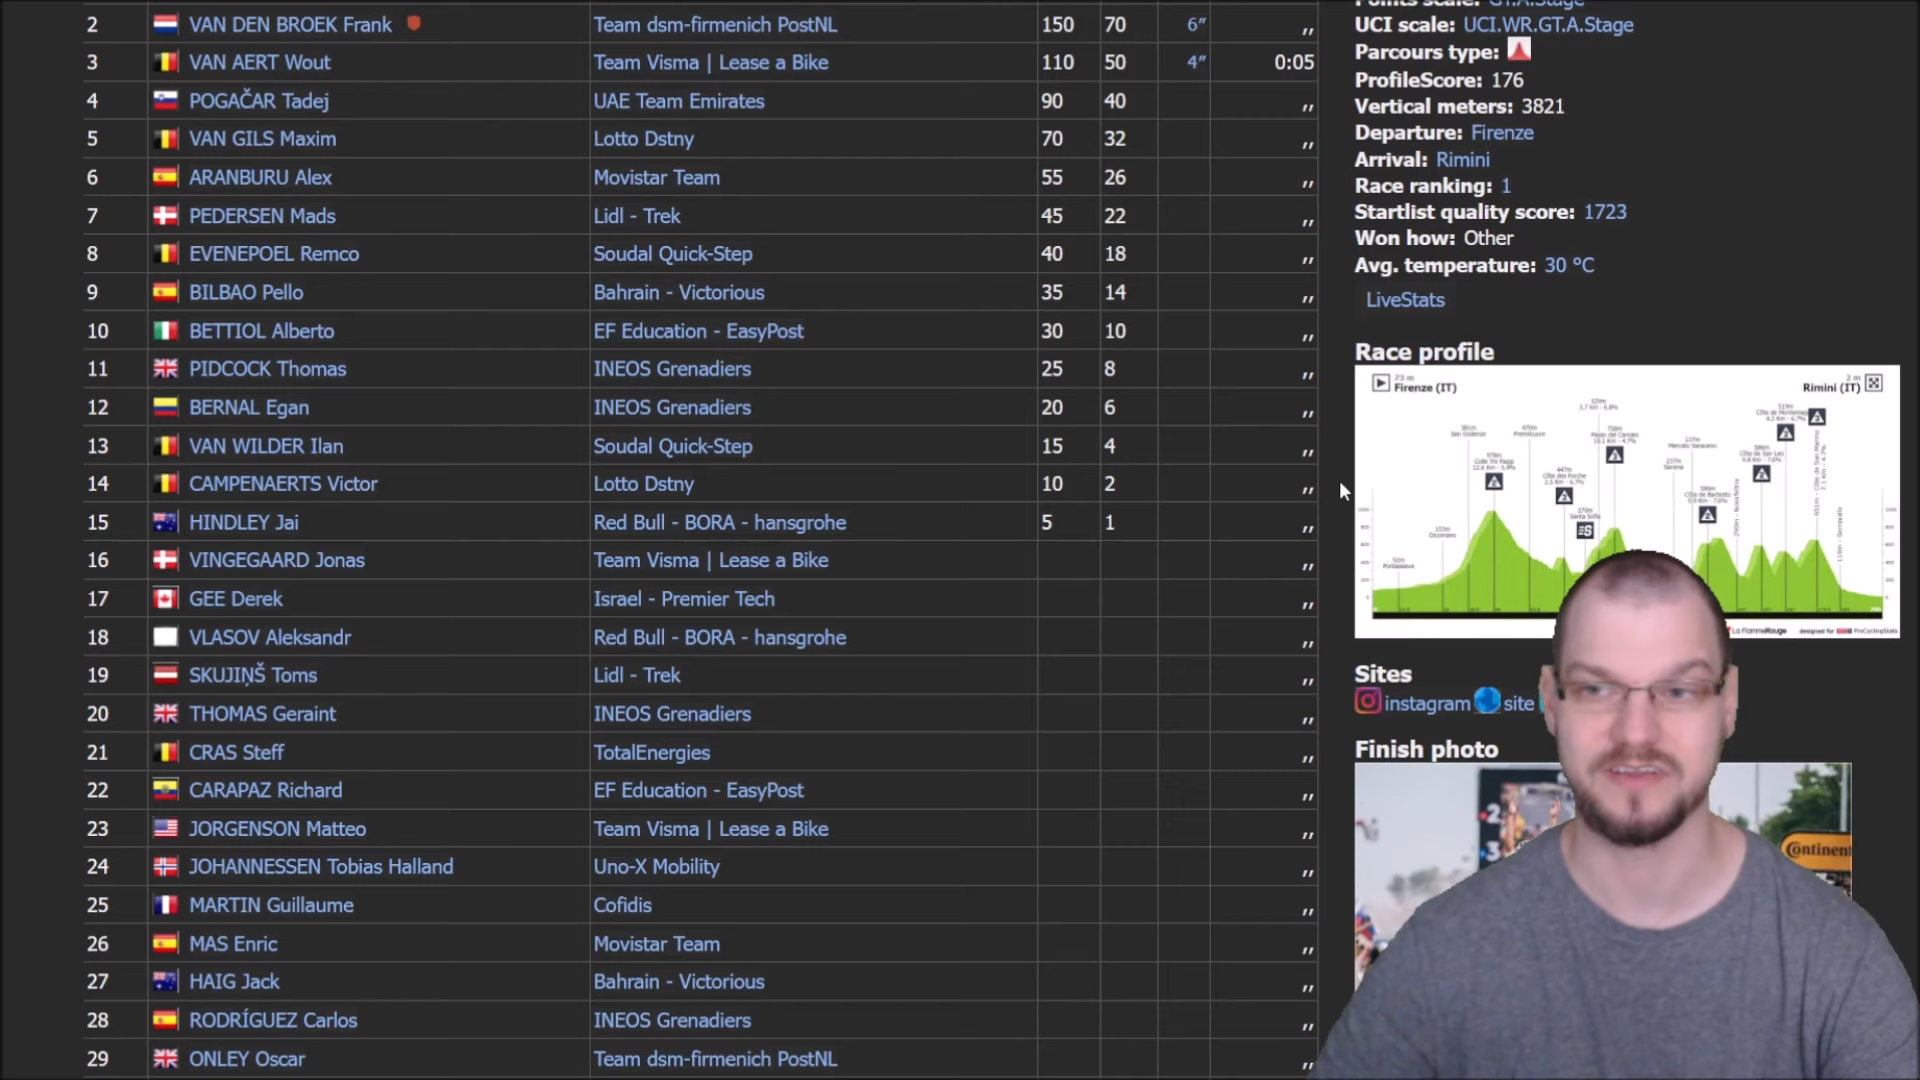 Points scale: GT.A.Stage
2 VAN DEN BROEK Frank Team dsm-firmenich PostNL 150 70 6″ ,,
UCI scale: UCI.WR.GT.A.Stage
Parcours type:
3 VAN AERT Wout Team Visma | Lease a Bike 110 50 4″ 0:05
ProfileScore: 176
4 POGAČAR Tadej UAE Team Emirates 90 40 ,,
Vertical meters: 3821
Departure: Firenze
5 VAN GILS Maxim Lotto Dstny 70 32 ,,
Arrival: Rimini
6 ARANBURU Alex Movistar Team 55 26 ,,
Race ranking: 1
7 PEDERSEN Mads Lidl - Trek 45 22 ,,
Startlist quality score: 1723
Won how: Other
8 EVENEPOEL Remco Soudal Quick-Step 40 18 ,,
Avg. temperature: 30 °C
9 BILBAO Pello Bahrain - Victorious 35 14 ,,
LiveStats
10 BETTIOL Alberto EF Education - EasyPost 30 10 ,,
Race profile
11 PIDCOCK Thomas INEOS Grenadiers 25 8 ,,
73 m
Firenze (IT)
2 m
Rimini (IT)
12 BERNAL Egan INEOS Grenadiers 20 6 ,,
13 VAN WILDER Ilan Soudal Quick-Step 15 4 ,,
14 CAMPENAERTS Victor Lotto Dstny 10 2 ,,
15 HINDLEY Jai Red Bull - BORA - hansgrohe 5 1 ,,
16 VINGEGAARD Jonas Team Visma | Lease a Bike ,,
17 GEE Derek Israel - Premier Tech ,,
18 VLASOV Aleksandr Red Bull - BORA - hansgrohe ,,
La FlammeRouge designed for ProCyclingStats
19 SKUJIŅŠ Toms Lidl - Trek ,,
Sites
instagram site
20 THOMAS Geraint INEOS Grenadiers ,,
21 CRAS Steff TotalEnergies ,,
Finish photo
22 CARAPAZ Richard EF Education - EasyPost ,,
23 JORGENSON Matteo Team Visma | Lease a Bike ,,
Continent
24 JOHANNESSEN Tobias Halland Uno-X Mobility ,,
25 MARTIN Guillaume Cofidis ,,
26 MAS Enric Movistar Team ,,
27 HAIG Jack Bahrain - Victorious ,,
28 RODRÍGUEZ Carlos INEOS Grenadiers ,,
29 ONLEY Oscar Team dsm-firmenich PostNL ,,